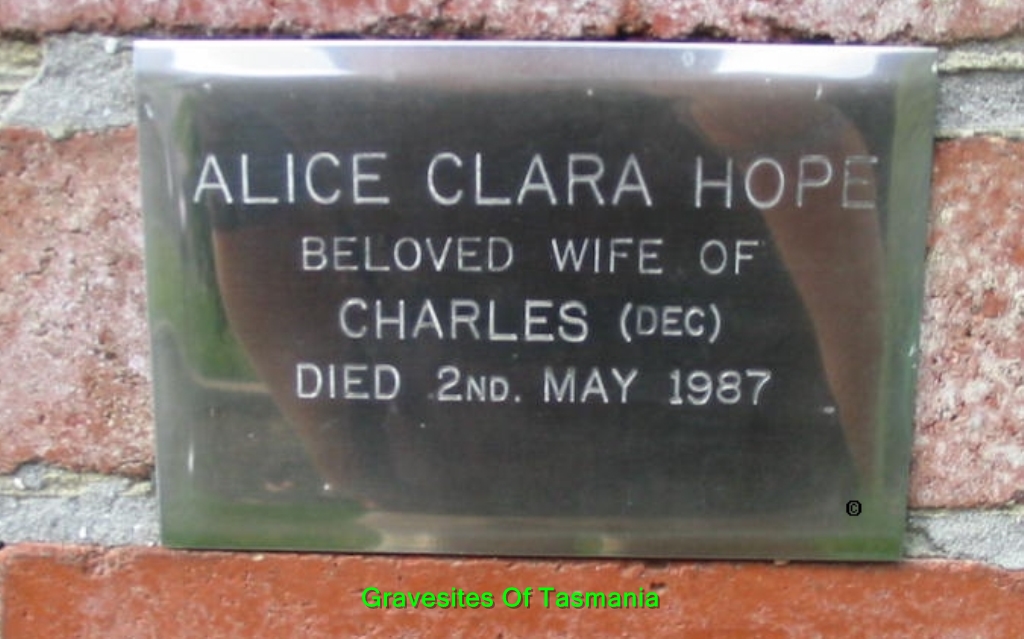 ALICE CLARA HOPE
BELOVED WIFE OF
CHARLES (DEC)
DIED 2ND. MAY 1987
©
Gravesites Of Tasmania